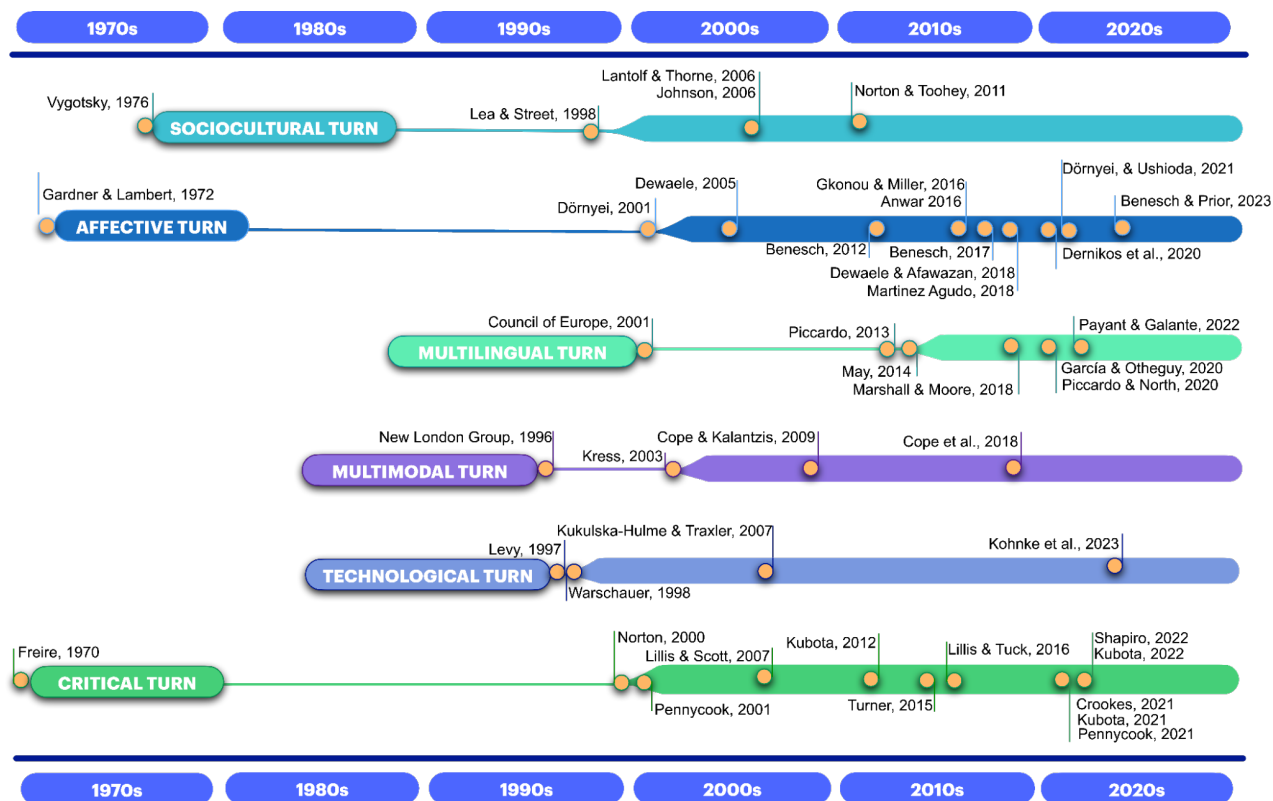 1970s 1980s 1990s 2000s 2010s 2020s
Lantolf & Thorne, 2006
Johnson, 2006
Norton & Toohey, 2011
Vygotsky, 1976
Lea & Street, 1998
SOCIOCULTURAL TURN
Dörnyei, & Ushioda, 2021
Gardner & Lambert, 1972
Dewaele, 2005
Gkonou & Miller, 2016
Anwar 2016
Benesch & Prior, 2023
Dörnyei, 2001
AFFECTIVE TURN
Benesch, 2012
Benesch, 2017
Dernikos et al., 2020
Dewaele & Afawazan, 2018
Martinez Agudo, 2018
Council of Europe, 2001
Piccardo, 2013
Payant & Galante, 2022
MULTILINGUAL TURN
May, 2014
Marshall & Moore, 2018
García & Otheguy, 2020
Piccardo & North, 2020
New London Group, 1996
Cope & Kalantzis, 2009
Cope et al., 2018
Kress, 2003
MULTIMODAL TURN
Kukulska-Hulme & Traxler, 2007
Levy, 1997
Kohnke et al., 2023
TECHNOLOGICAL TURN
Warschauer, 1998
Freire, 1970
Norton, 2000
Lillis & Scott, 2007
Kubota, 2012
Lillis & Tuck, 2016
Shapiro, 2022
Kubota, 2022
CRITICAL TURN
Pennycook, 2001
Turner, 2015
Crookes, 2021
Kubota, 2021
Pennycook, 2021
1970s 1980s 1990s 2000s 2010s 2020s